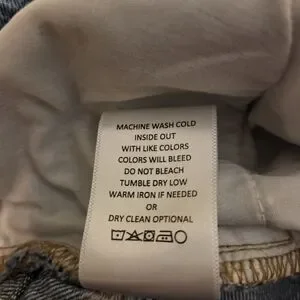 MACHINE WASH COLD
INSIDE OUT
WITH LIKE COLORS
COLORS WILL BLEED
DO NOT BLEACH
TUMBLE DRY LOW
WARM IRON IF NEEDED
OR
DRY CLEAN OPTIONAL